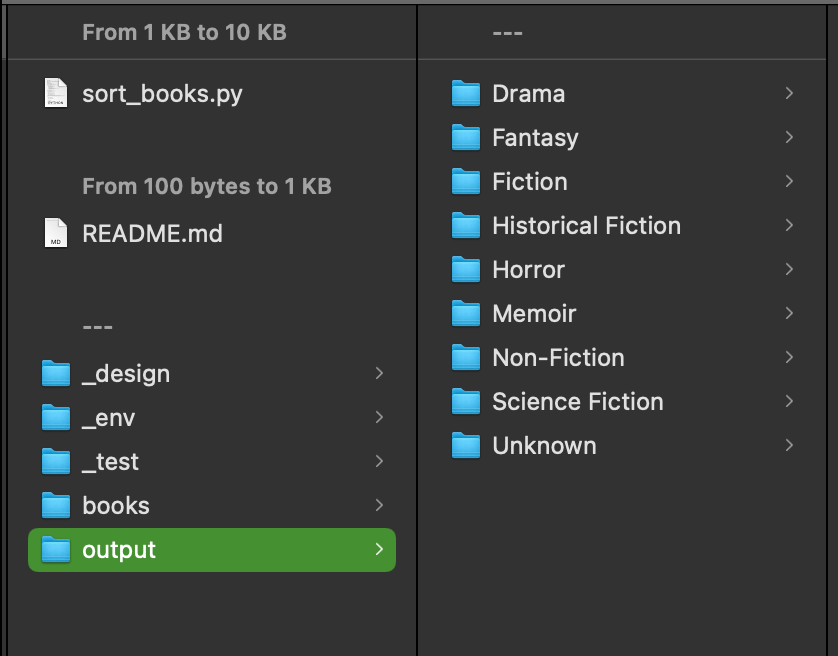 From 1 KB to 10 KB
sort_books.py
From 100 bytes to 1 KB
README.md
---
_design
_env
_test
books
output
---
Drama
Fantasy
Fiction
Historical Fiction
Horror
Memoir
Non-Fiction
Science Fiction
Unknown